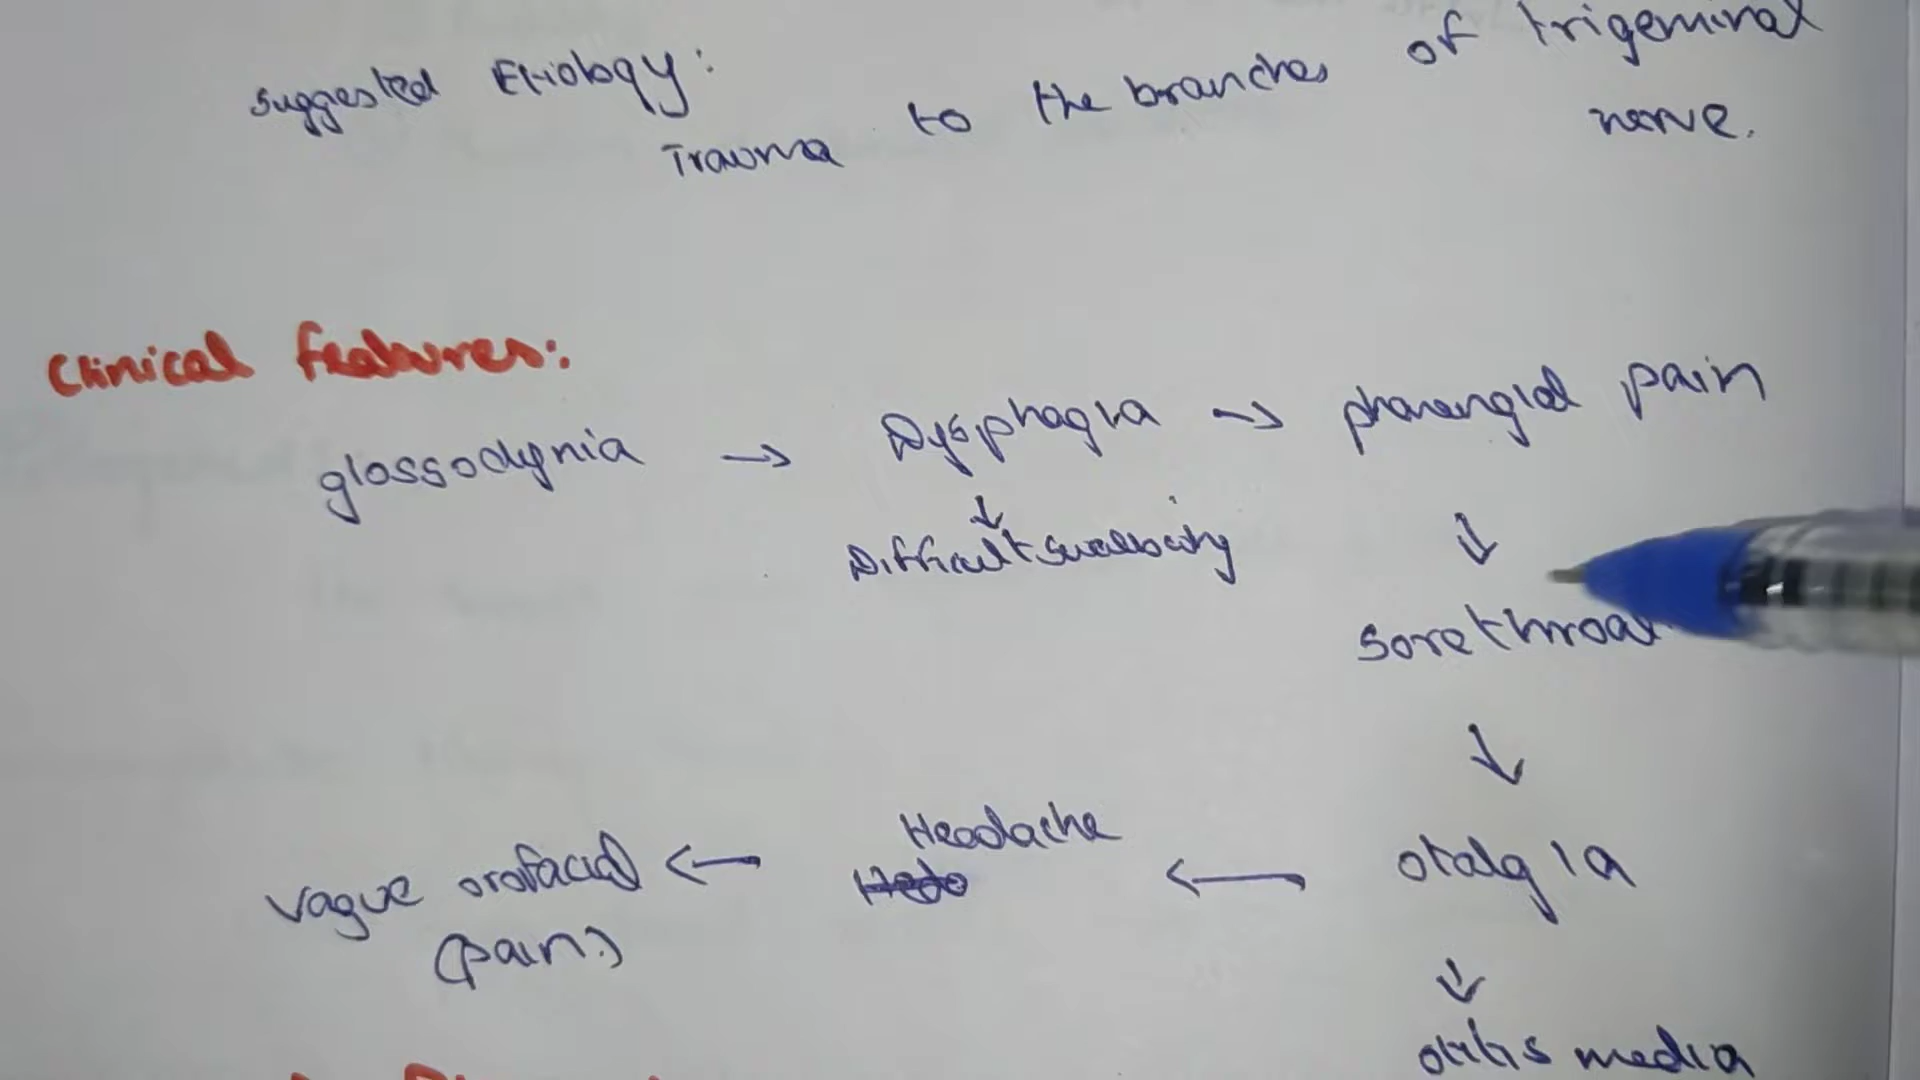 suggested Etiology:
Trauma to the branches of trigeminal
nerve.
Clinical features:
glossodynia → Dysphagia → pharengial pain
↓ ↓
Difficult swallowing
sore throat
↓
Headache
vague orofacial ← ← otalgia
(pain)
↓
otitis media